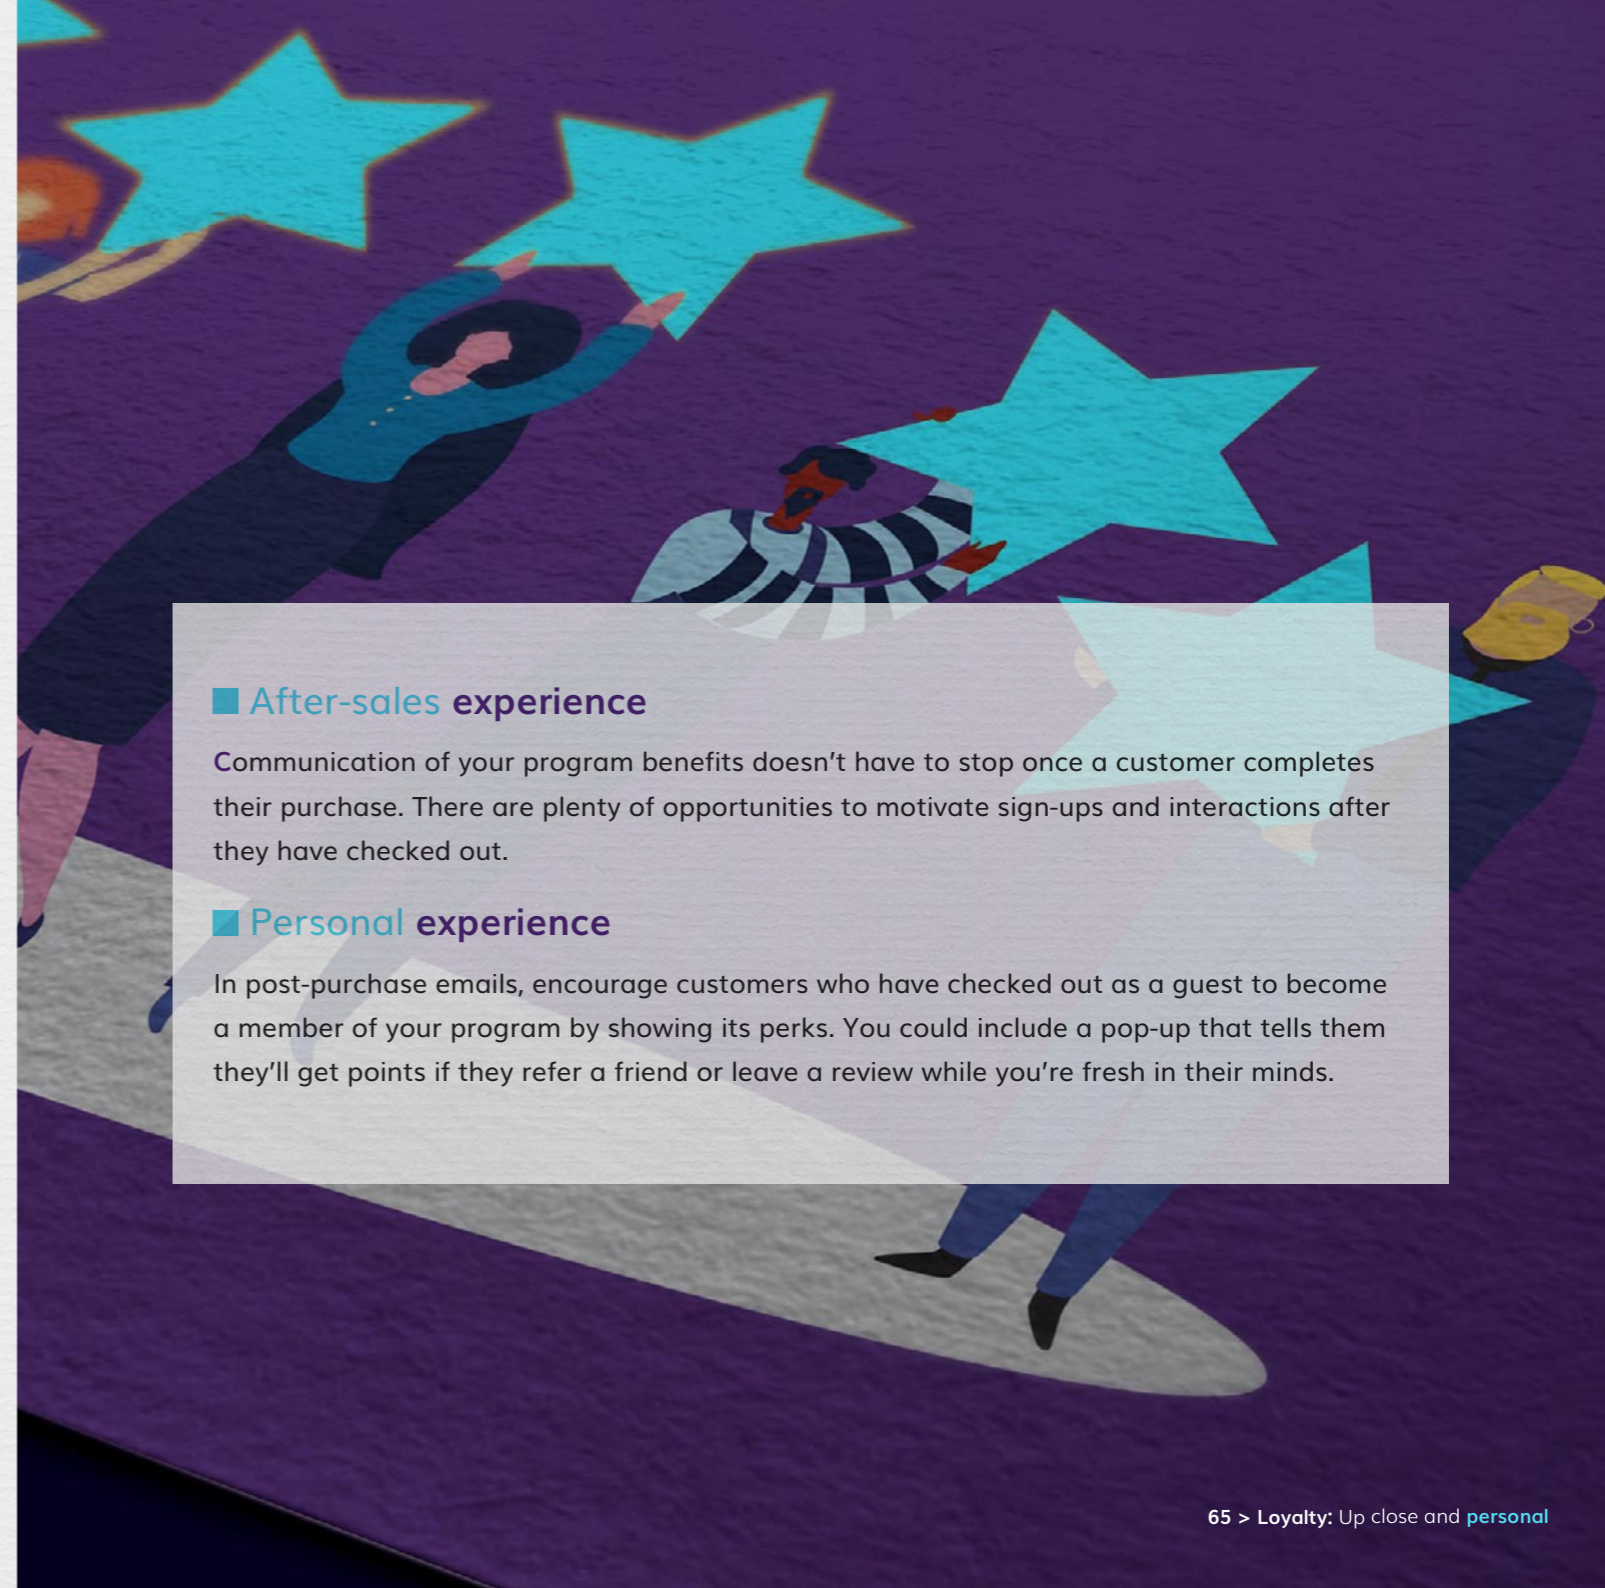 After-sales experience
Communication of your program benefits doesn’t have to stop once a customer completes
their purchase. There are plenty of opportunities to motivate sign-ups and interactions after
they have checked out.
Personal experience
In post-purchase emails, encourage customers who have checked out as a guest to become
a member of your program by showing its perks. You could include a pop-up that tells them
they’ll get points if they refer a friend or leave a review while you’re fresh in their minds.
65 > Loyalty: Up close and personal